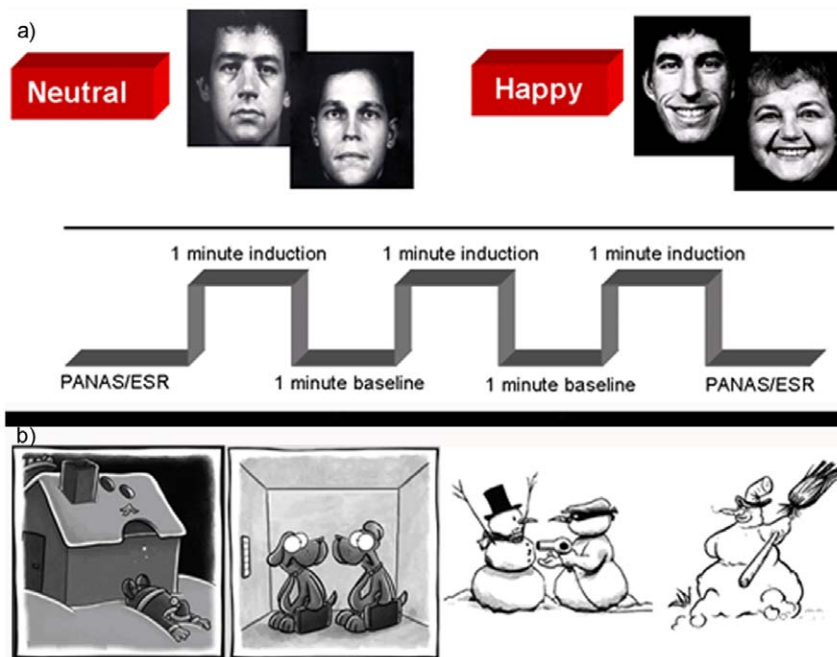 a)
Neutral
Happy
1 minute induction 1 minute induction 1 minute induction
PANAS/ESR 1 minute baseline 1 minute baseline PANAS/ESR
b)